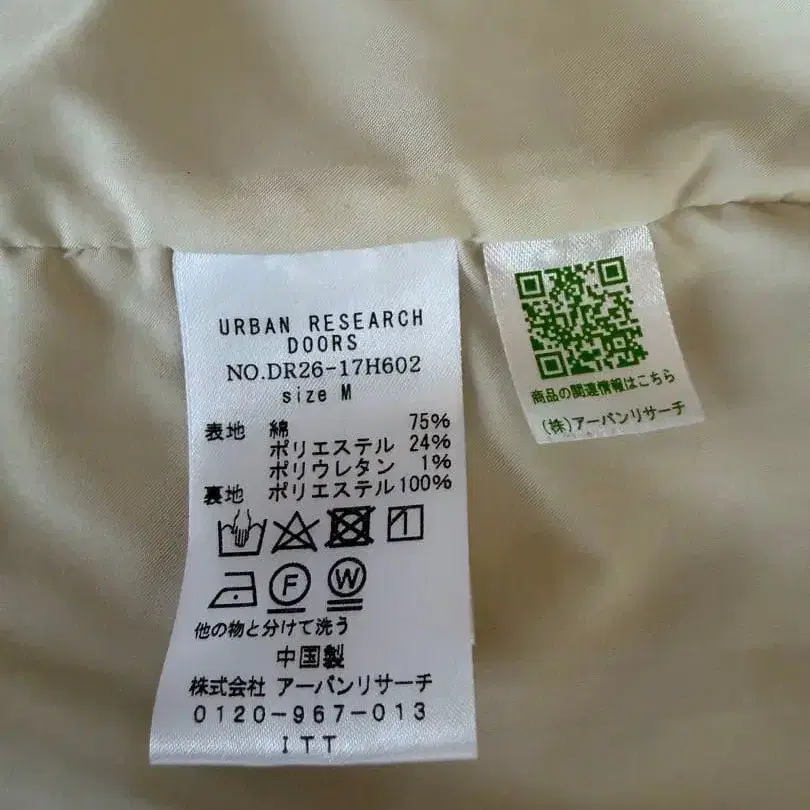 URBAN RESEARCH
DOORS
NO.DR26-17H602
size M
表地 綿 75%
ポリエステル 24%
ポリウレタン 1%
裏地 ポリエステル 100%
F W
他の物と分けて洗う
中国製
株式会社 アーバンリサーチ
0120-967-013
ITT
商品の関連情報はこちら
(株)アーバンリサーチ